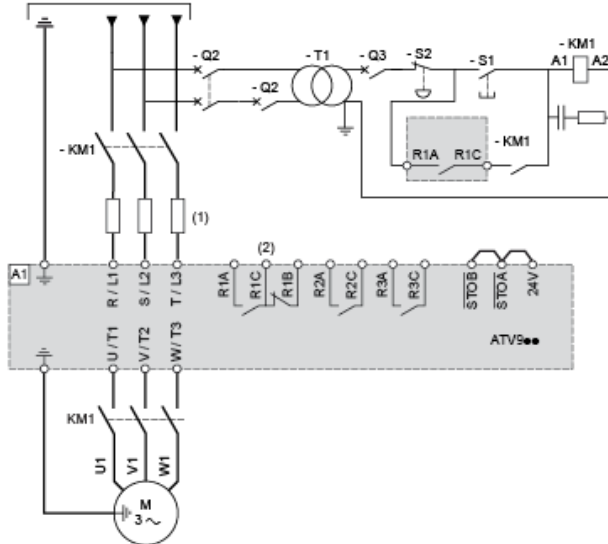 - Q2
- T1
- Q3
- S2
- S1
- KM1
A1
A2
- Q2
- KM1
R1A
R1C
- KM1
(1)
(2)
A1
R / L1
S / L2
T / L3
R1A
R1C
R1B
R2A
R2C
R3A
R3C
STOB
STOA
24V
U / T1
V / T2
W / T3
ATV9●●
KM1
U1
V1
W1
M
3 ~